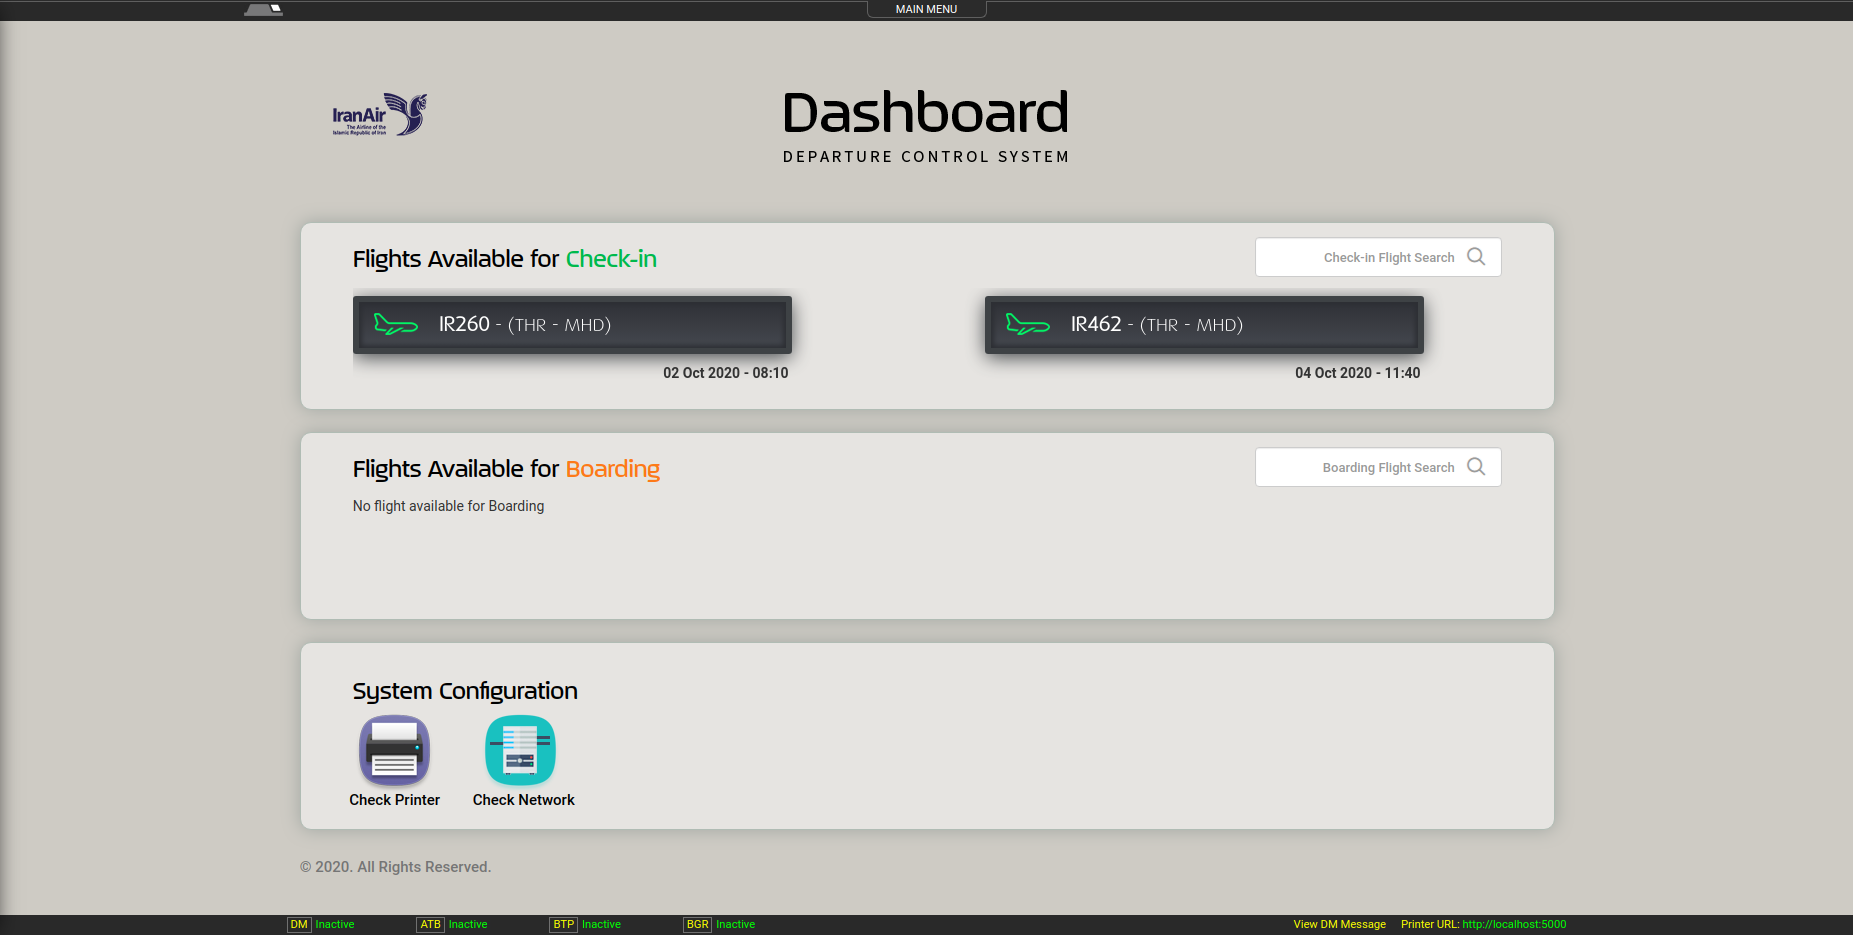 MAIN MENU
IranAir
The Airline of the
Islamic Republic of Iran
Dashboard
DEPARTURE CONTROL SYSTEM
Flights Available for Check-in
Check-in Flight Search
IR260 - (THR - MHD)
IR462 - (THR - MHD)
02 Oct 2020 - 08:10
04 Oct 2020 - 11:40
Flights Available for Boarding
Boarding Flight Search
No flight available for Boarding
System Configuration
Check Printer
Check Network
© 2020. All Rights Reserved.
DM Inactive
ATB Inactive
BTP Inactive
BGR Inactive
View DM Message
Printer URL: http://localhost:5000